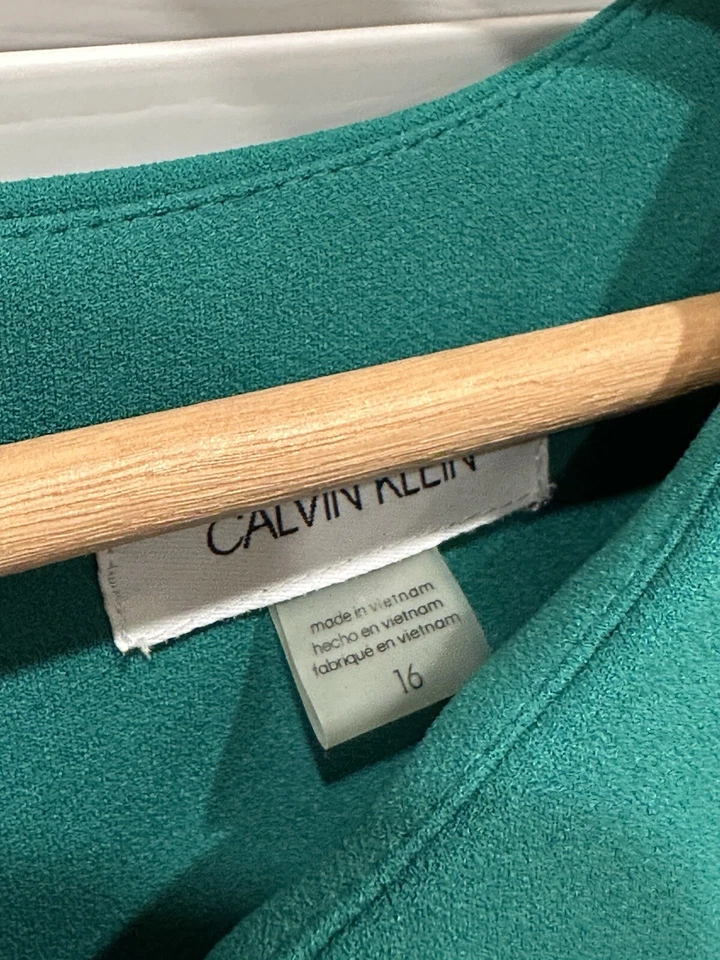 CALVIN KLEIN
made in vietnam
hecho en vietnam
fabriqué en vietnam
16